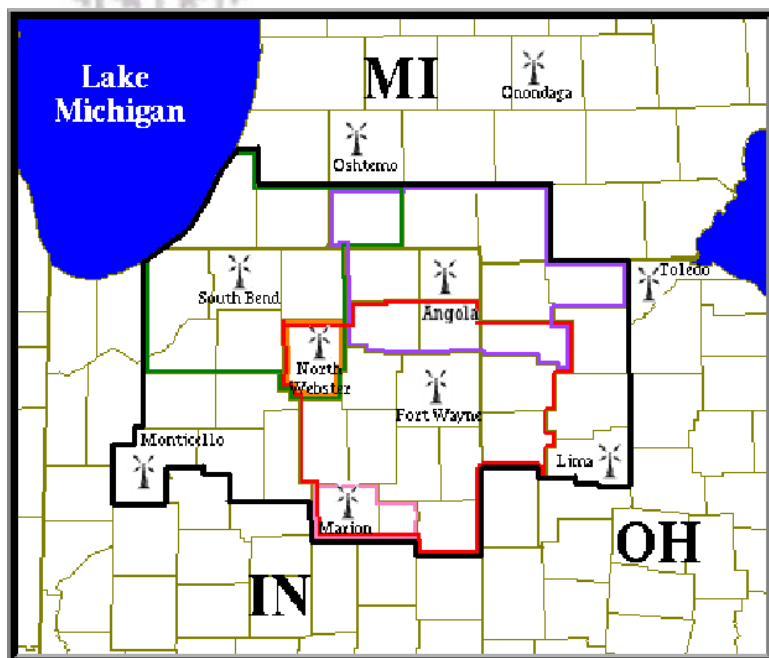 Lake
Michigan
MI
Onondaga
Oshtemo
South Bend
Toledo
Angola
North
Webster
Fort Wayne
Monticello
Lima
Marion
OH
IN